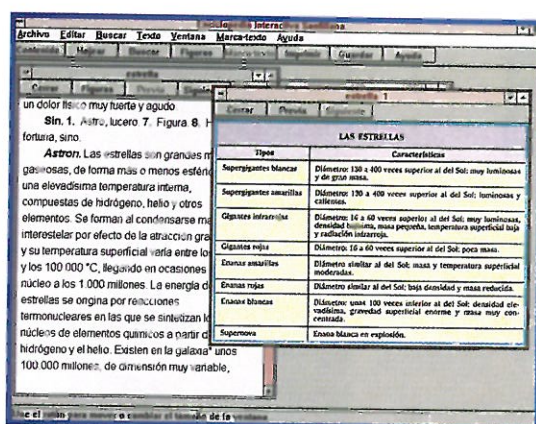 Enciclopedia Interactiva Santillana
Archivo Editar Buscar Texto Ventana Marca-texto Ayuda
Contenido Hojear Buscar Figuras Imprimir Guardar Ayuda
estrella
Cerrar Figuras Previa
un dolor físico muy fuerte y agudo
Sin. 1. Astro, lucero 7. Figura 8. H
fortuna, sino.
Astron. Las estrellas son grandes m
gaseosas, de forma más o menos esféric
una elevadísima temperatura interna,
compuestas de hidrógeno, helio y otros
elementos. Se forman al condensarse ma
interestelar por efecto de la atracción gra
y su temperatura superficial varía entre lo
y los 100 000 °C, llegando en ocasiones
núcleo a los 1.000 millones. La energía d
estrellas se origina por reacciones
termonucleares en las que se sintetizan lo
núcleos de elementos químicos a partir d
hidrógeno y el helio. Existen en la galaxia* unos
100.000 millones, de dimensión muy variable,
estrella 1
Cerrar Previa Siguiente
LAS ESTRELLAS
Tipos Características
Supergigantes blancas Diámetro: 130 a 400 veces superior al del Sol; muy luminosas
y de gran masa.
Supergigantes amarillas Diámetro: 130 a 400 veces superior al del Sol; luminosas y
calientes.
Gigantes infrarrojas Diámetro: 16 a 60 veces superior al del Sol; muy luminosas,
densidad bajísima, masa pequeña, temperatura superficial baja
y radiación infrarroja.
Gigantes rojas Diámetro: 16 a 60 veces superior al del Sol; poca masa.
Enanas amarillas Diámetro similar al del Sol; masa y temperatura superficial
moderadas.
Enanas rojas Diámetro similar al del Sol; baja densidad y masa reducida.
Enanas blancas Diámetro: unas 100 veces inferior al del Sol; densidad ele-
vadísima, gravedad superficial enorme y masa muy con-
centrada.
Supernova Enana blanca en explosión.
Use el ratón para mover o cambiar el tamaño de la ventana